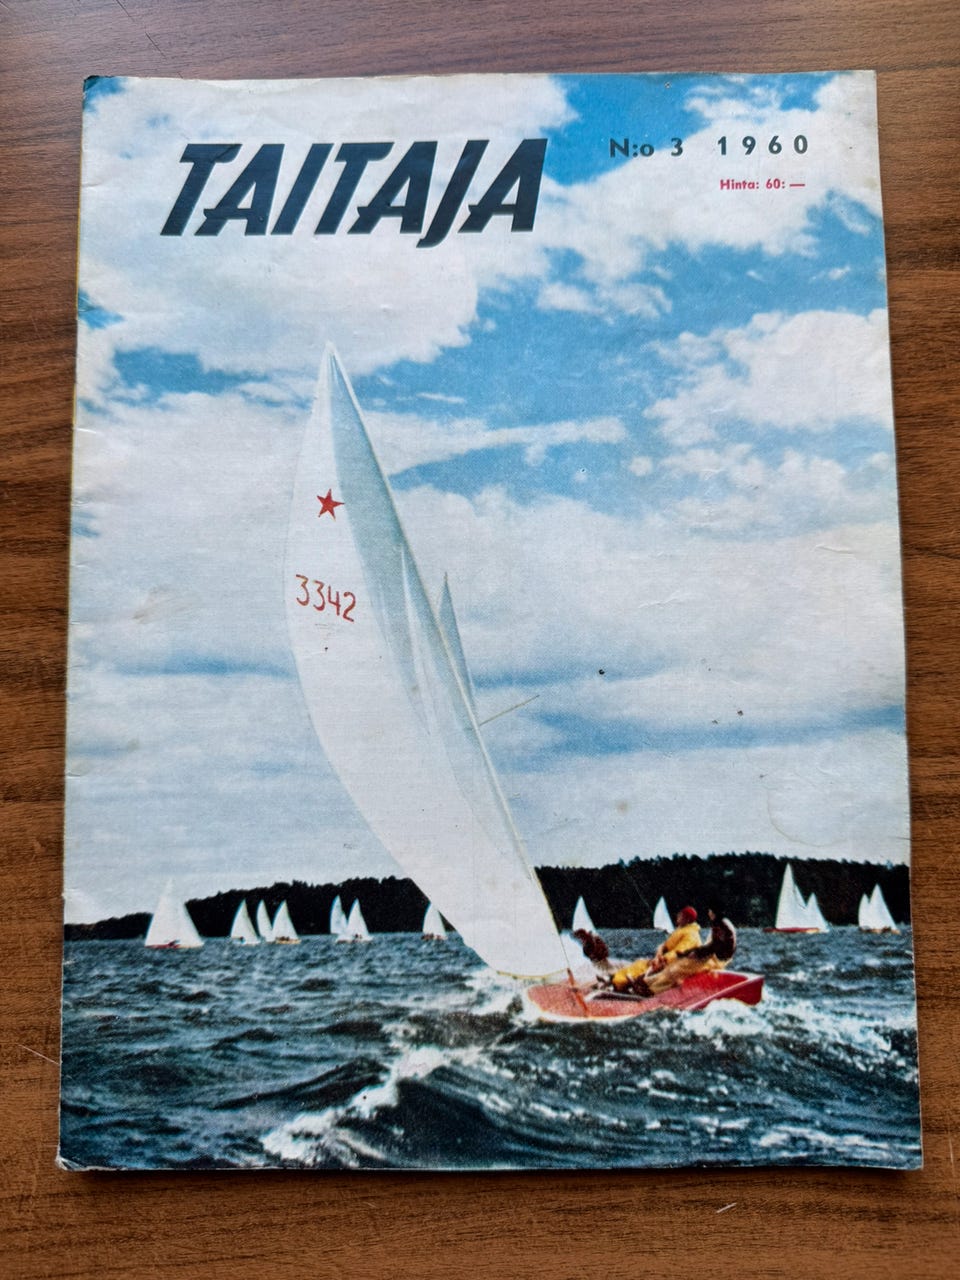 TAITAJA
N:o 3 1960
Hinta: 60: —
3342